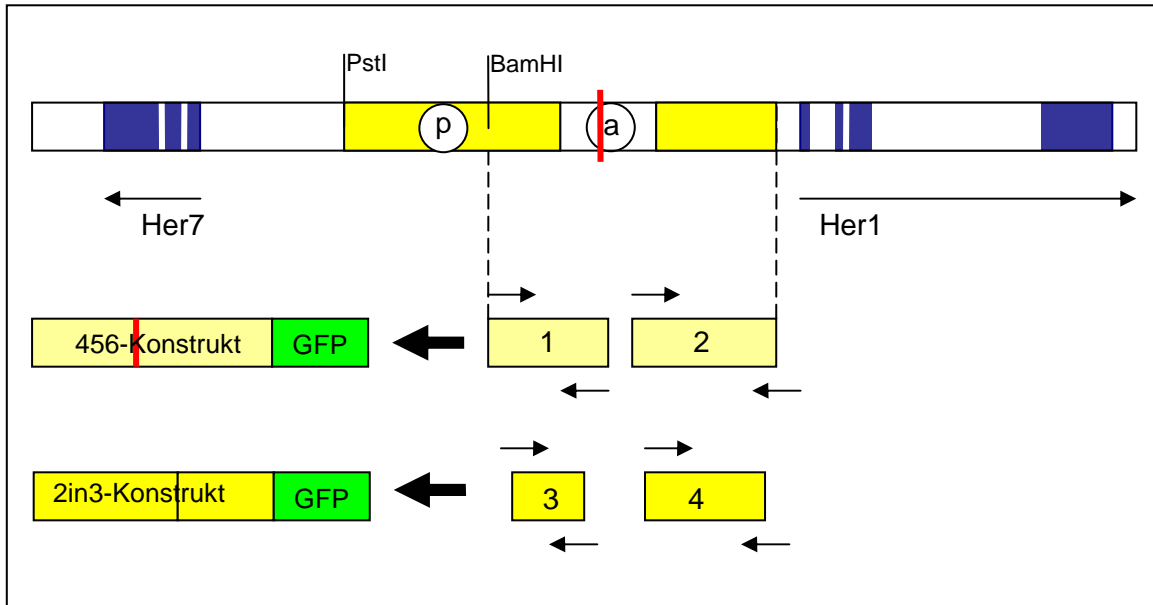 PstI BamHI
p a
Her7 Her1
456-Konstrukt GFP 1 2
2in3-Konstrukt GFP 3 4